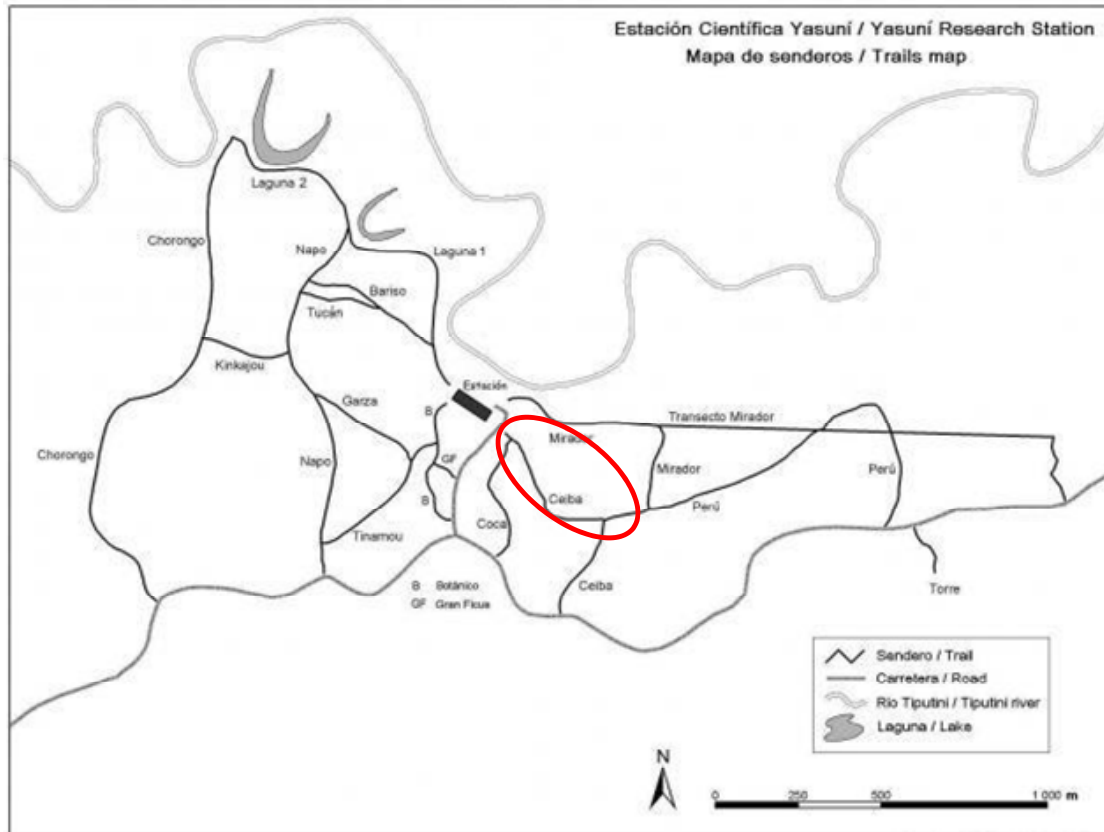 Estación Científica Yasuní / Yasuní Research Station
Mapa de senderos / Trails map
Laguna 2
Chorongo
Napo
Laguna 1
Bariso
Tucán
Kinkajou
Estación
Garza
B
Transecto Mirador
Mirador
GF
Chorongo
Napo
Mirador
Perú
B
Ceiba
Perú
Coca
Tinamou
B Botánico
Ceiba
GF Gran Ficus
Torre
Sendero / Trail
Carretera / Road
Río Tiputini / Tiputini river
Laguna / Lake
N
0 250 500 1 000 m